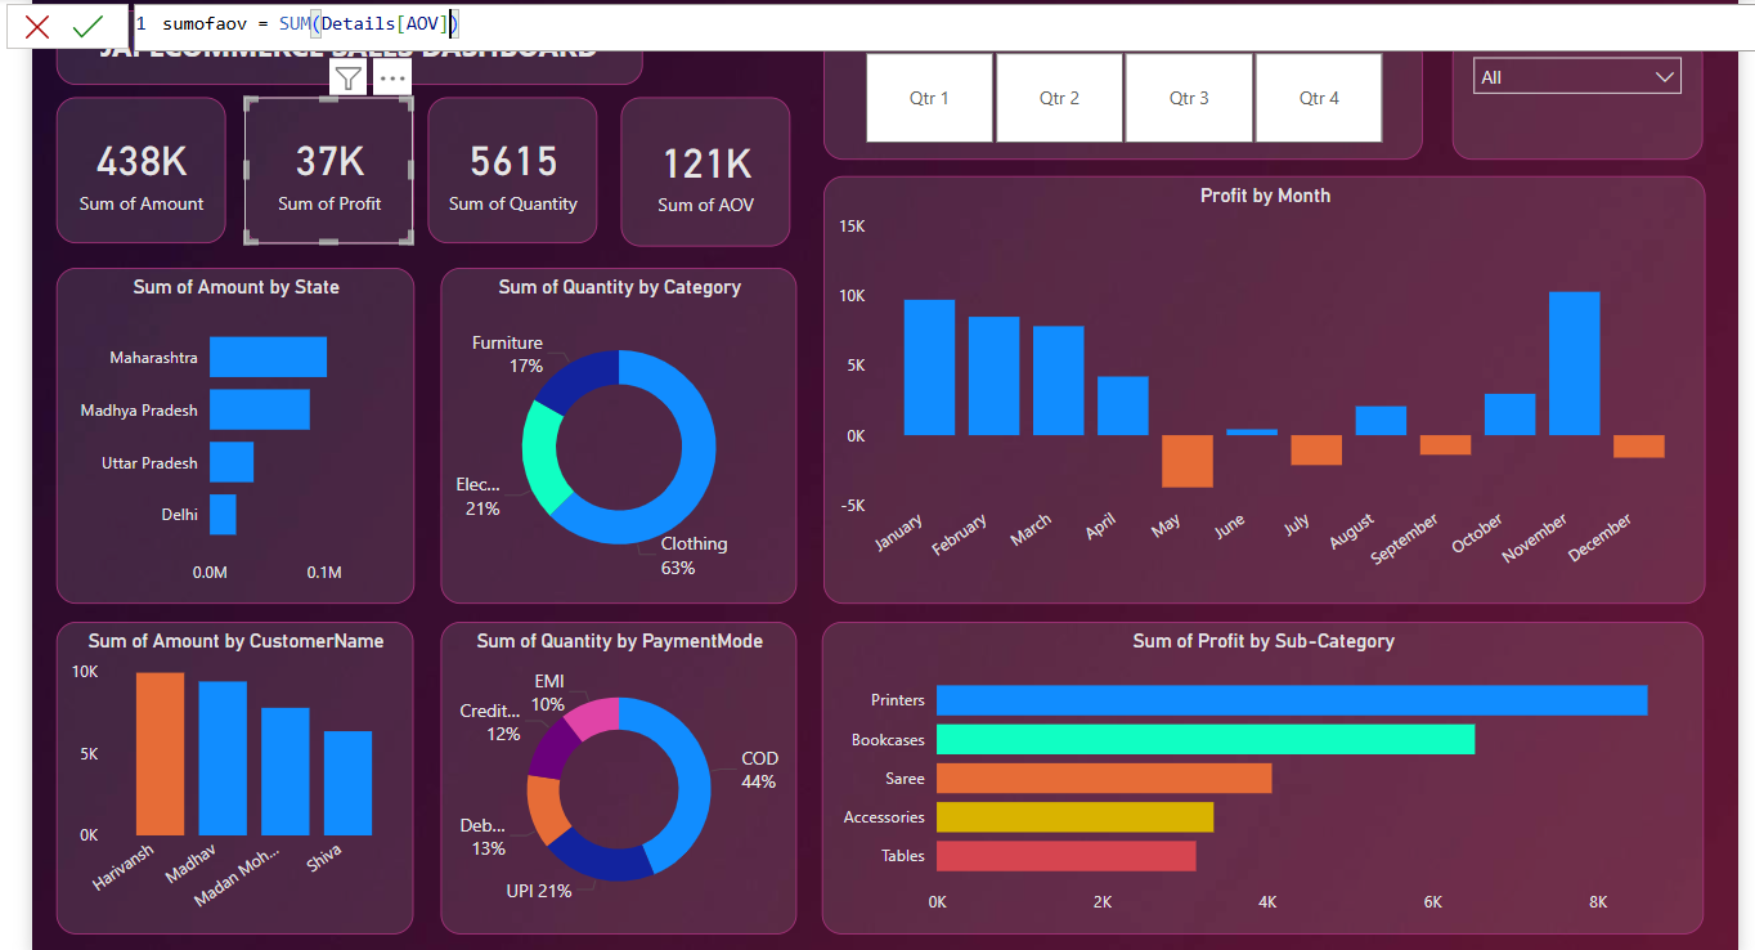 1 sumofaov = SUM(Details[AOV])
JAI ECOMMERCE SALES DASHBOARD
Qtr 1 Qtr 2 Qtr 3 Qtr 4
All
438K
Sum of Amount
37K
Sum of Profit
5615
Sum of Quantity
121K
Sum of AOV
Profit by Month
15K
10K
5K
0K
-5K
January February March April May June July August September October November December
Sum of Amount by State
Maharashtra
Madhya Pradesh
Uttar Pradesh
Delhi
0.0M 0.1M
Sum of Quantity by Category
Furniture
17%
Elec...
21%
Clothing
63%
Sum of Amount by CustomerName
10K
5K
0K
Harivansh Madhav Madan Moh... Shiva
Sum of Quantity by PaymentMode
EMI
10%
Credit...
12%
COD
44%
Deb...
13%
UPI 21%
Sum of Profit by Sub-Category
Printers
Bookcases
Saree
Accessories
Tables
0K 2K 4K 6K 8K